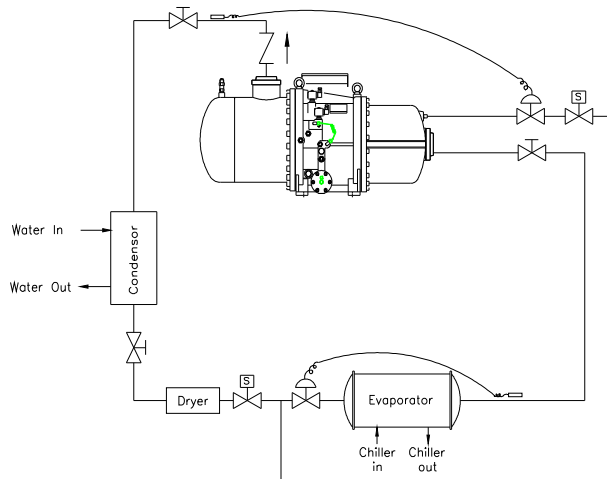 S
Water In
Condensor
Water Out
S
Dryer
Evaporator
Chiller
in
Chiller
out